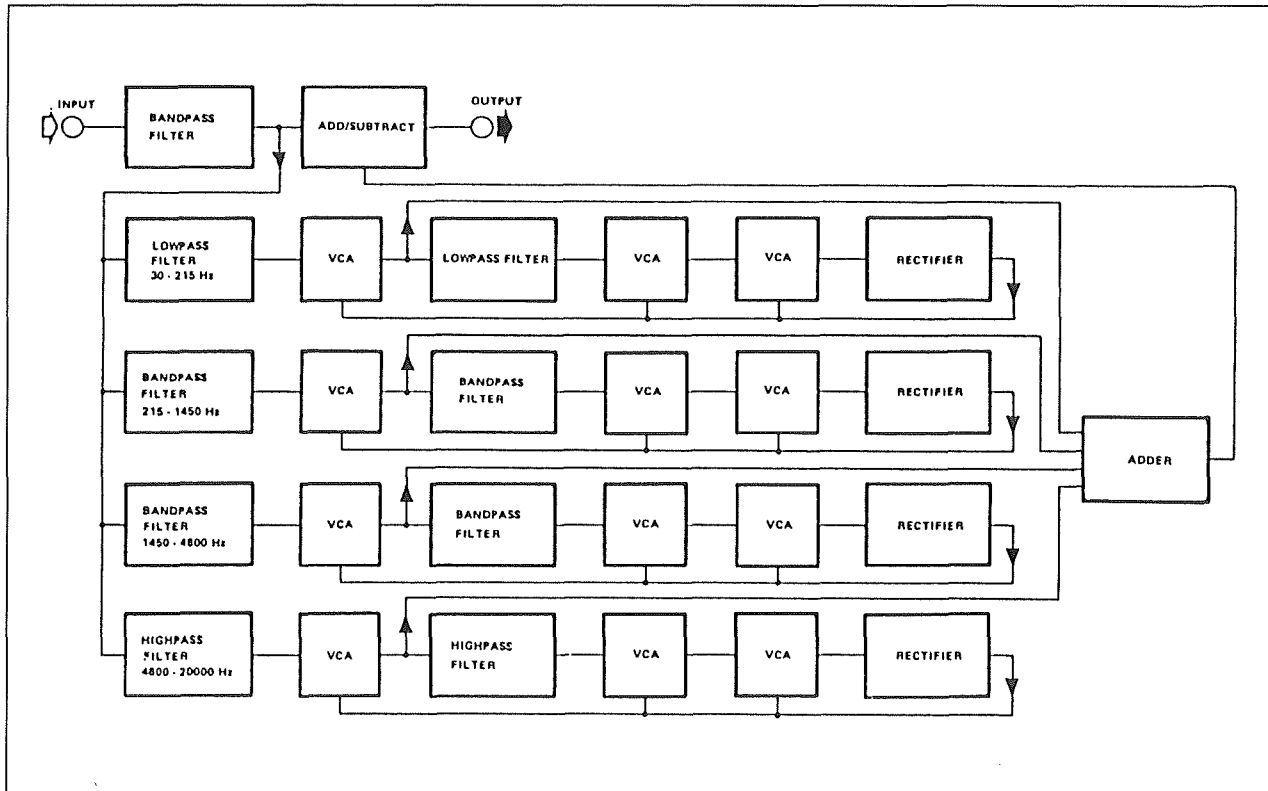 INPUT
BANDPASS
FILTER
ADD/SUBTRACT
OUTPUT
LOWPASS
FILTER
30 - 215 Hz
VCA
LOWPASS FILTER
VCA
VCA
RECTIFIER
BANDPASS
FILTER
215 - 1450 Hz
VCA
BANDPASS
FILTER
VCA
VCA
RECTIFIER
ADDER
BANDPASS
FILTER
1450 - 4800 Hz
VCA
BANDPASS
FILTER
VCA
VCA
RECTIFIER
HIGHPASS
FILTER
4800 - 20000 Hz
VCA
HIGHPASS
FILTER
VCA
VCA
RECTIFIER